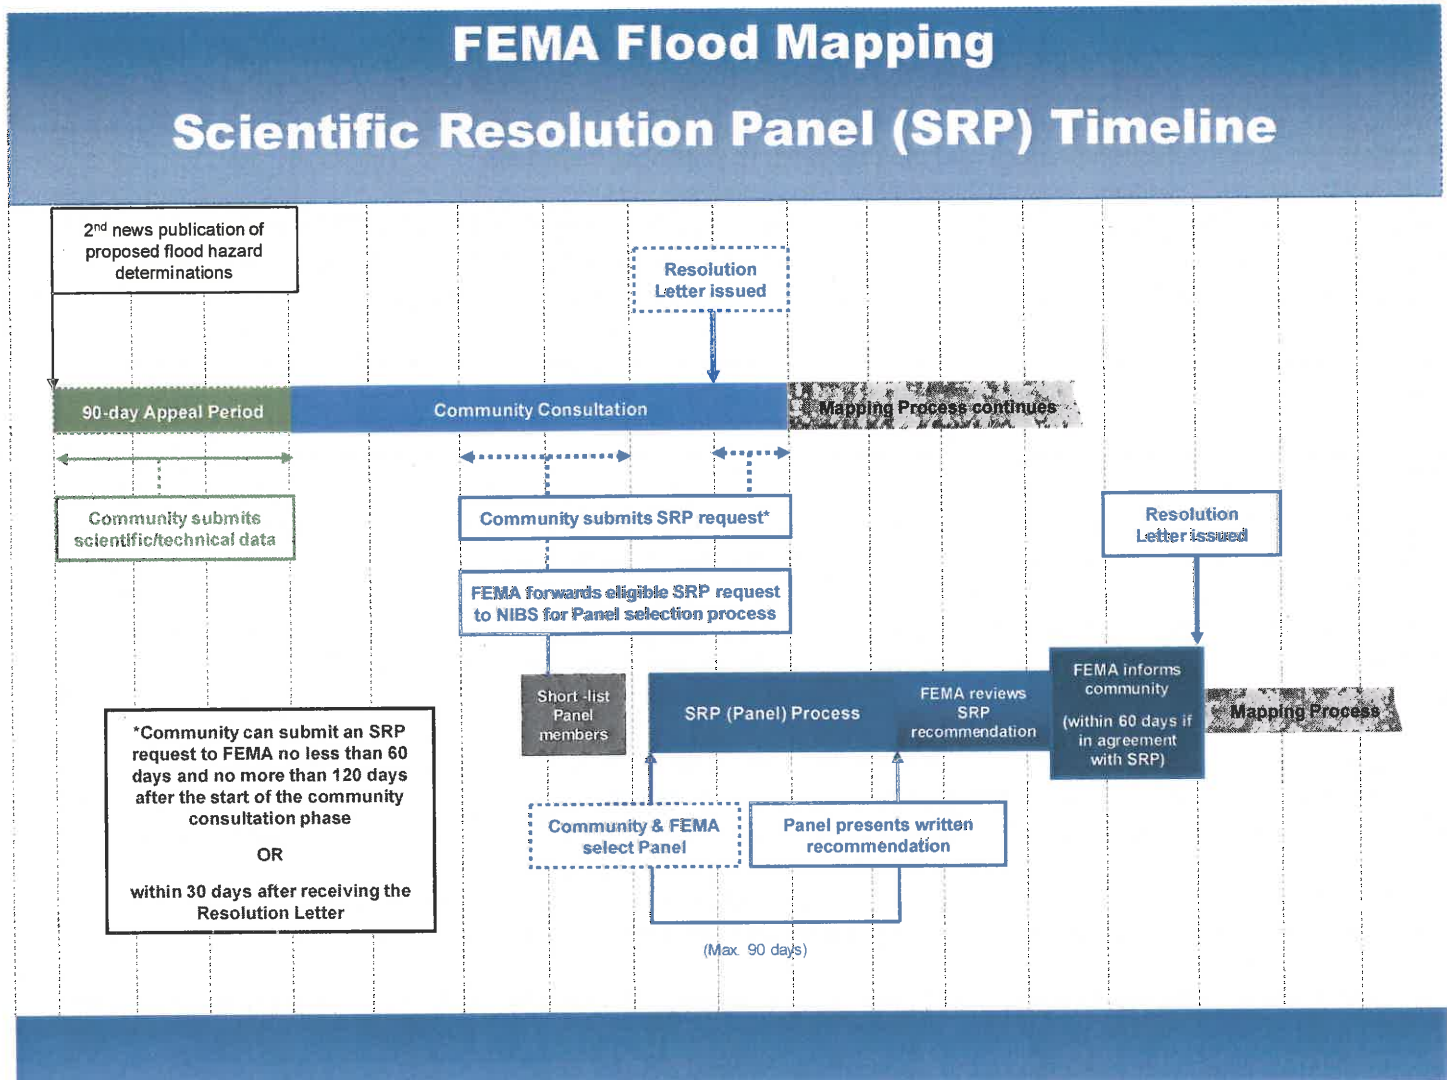 FEMA Flood Mapping
Scientific Resolution Panel (SRP) Timeline
2nd news publication of
proposed flood hazard
determinations
Resolution
Letter issued
90-day Appeal Period
Community Consultation
Mapping Process continues
Community submits
scientific/technical data
Community submits SRP request*
Resolution
Letter issued
FEMA forwards eligible SRP request
to NIBS for Panel selection process
Short -list
Panel
members
SRP (Panel) Process
FEMA reviews
SRP
recommendation
FEMA informs
community
(within 60 days if
in agreement
with SRP)
Mapping Process
*Community can submit an SRP
request to FEMA no less than 60
days and no more than 120 days
after the start of the community
consultation phase
OR
within 30 days after receiving the
Resolution Letter
Community & FEMA
select Panel
Panel presents written
recommendation
(Max. 90 days)